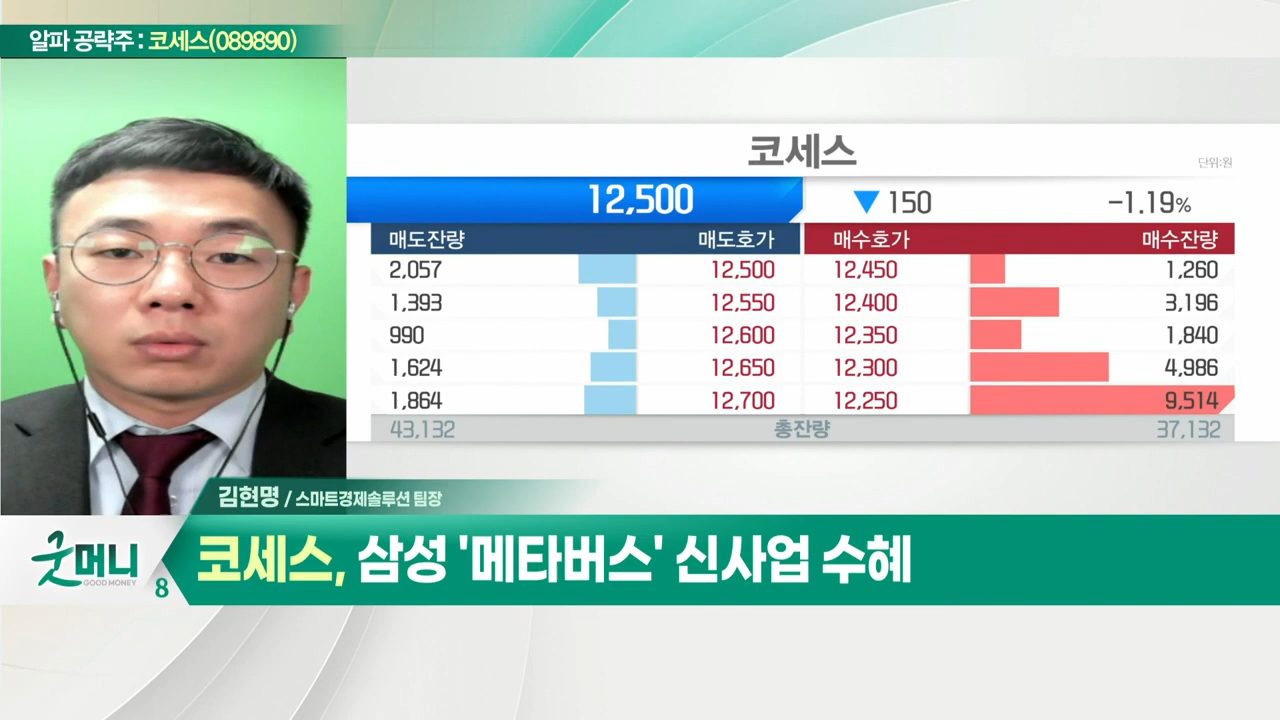 알파 공략주 : 코세스(089890)
코세스
단위:원
12,500 ▼ 150 -1.19%
매도잔량 매도호가 매수호가 매수잔량
2,057 12,500 12,450 1,260
1,393 12,550 12,400 3,196
990 12,600 12,350 1,840
1,624 12,650 12,300 4,986
1,864 12,700 12,250 9,514
43,132 총잔량 37,132
김현명 / 스마트경제솔루션 팀장
굿머니
GOOD MONEY
8
코세스, 삼성 '메타버스' 신사업 수혜